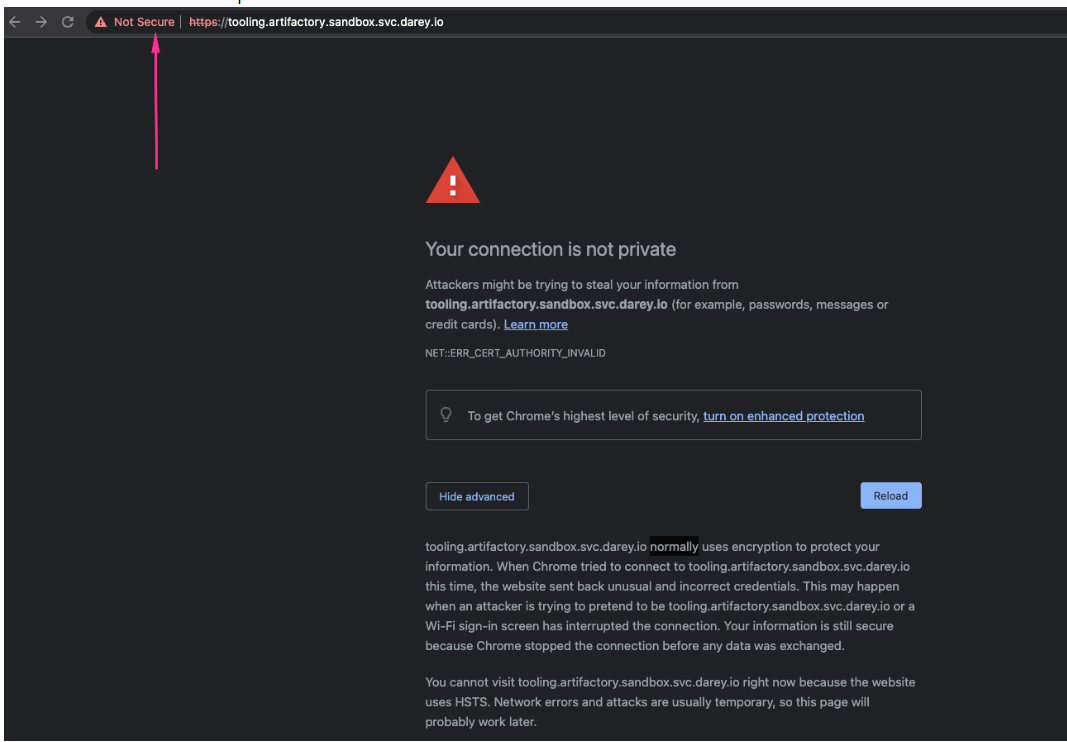 Not Secure | https://tooling.artifactory.sandbox.svc.darey.io
Your connection is not private
Attackers might be trying to steal your information from
tooling.artifactory.sandbox.svc.darey.io (for example, passwords, messages or
credit cards). Learn more
NET::ERR_CERT_AUTHORITY_INVALID
To get Chrome's highest level of security, turn on enhanced protection
Hide advanced
Reload
tooling.artifactory.sandbox.svc.darey.io normally uses encryption to protect your
information. When Chrome tried to connect to tooling.artifactory.sandbox.svc.darey.io
this time, the website sent back unusual and incorrect credentials. This may happen
when an attacker is trying to pretend to be tooling.artifactory.sandbox.svc.darey.io or a
Wi-Fi sign-in screen has interrupted the connection. Your information is still secure
because Chrome stopped the connection before any data was exchanged.
You cannot visit tooling.artifactory.sandbox.svc.darey.io right now because the website
uses HSTS. Network errors and attacks are usually temporary, so this page will
probably work later.